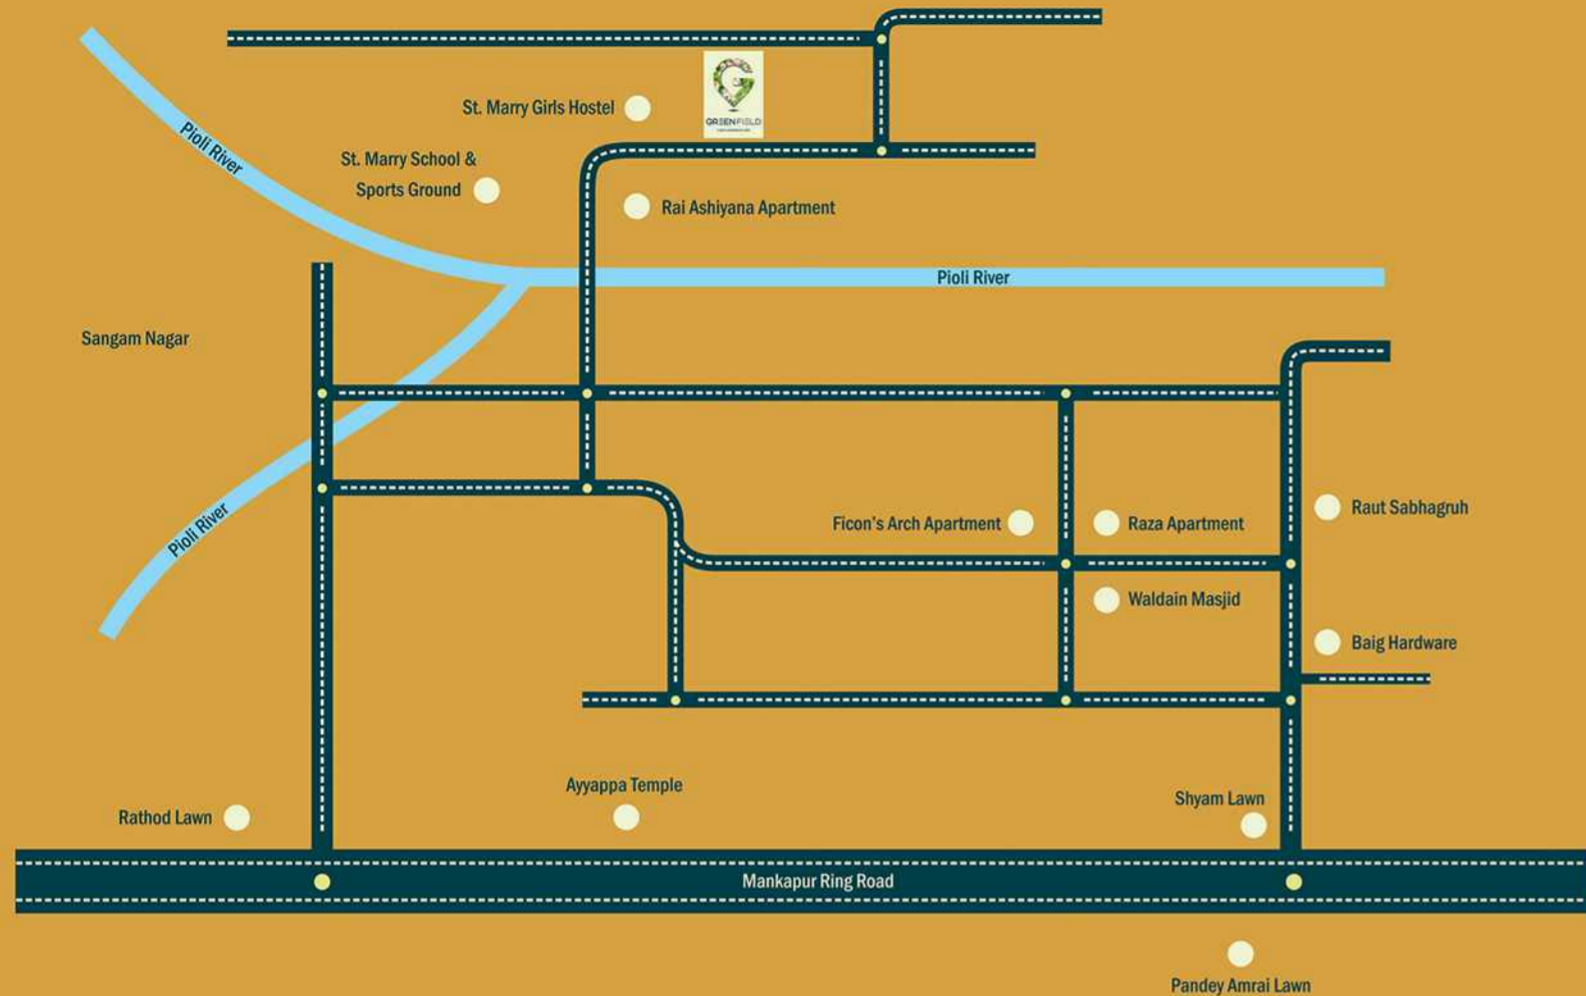 GREENFIELD
St. Marry Girls Hostel
Pioli River
St. Marry School &
Sports Ground
Rai Ashiyana Apartment
Pioli River
Sangam Nagar
Pioli River
Ficon's Arch Apartment
Raza Apartment
Raut Sabhagruh
Waldain Masjid
Baig Hardware
Ayyappa Temple
Shyam Lawn
Rathod Lawn
Mankapur Ring Road
Pandey Amrai Lawn